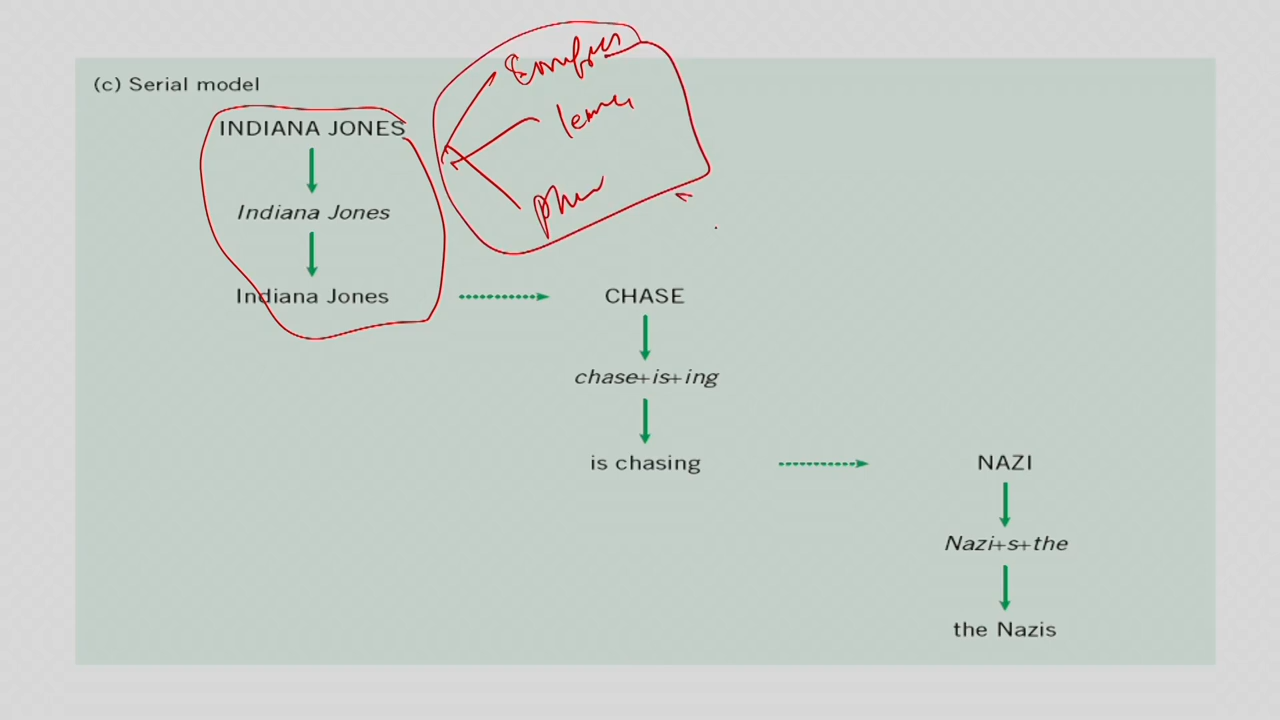 (c) Serial model
INDIANA JONES
Indiana Jones
Indiana Jones
CHASE
chase+is+ing
is chasing
NAZI
Nazi+s+the
the Nazis